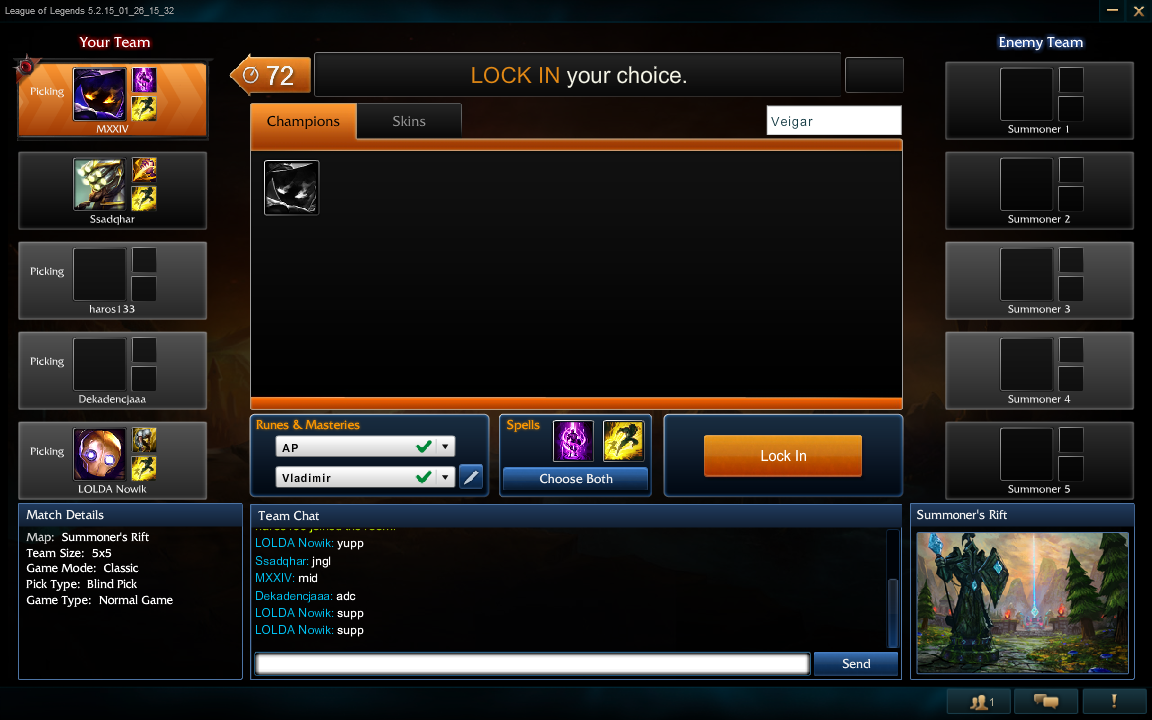 League of Legends 5.2.15_01_26_15_32
Your Team
Enemy Team
72
LOCK IN your choice.
Picking
MXXIV
Ssadqhar
Picking
haros133
Picking
Dekadencjaaa
Picking
LOLDA Nowik
Champions
Skins
Veigar
Summoner 1
Summoner 2
Summoner 3
Summoner 4
Summoner 5
Runes & Masteries
AP
Vladimir
Spells
Choose Both
Lock In
Match Details
Map: Summoner's Rift
Team Size: 5x5
Game Mode: Classic
Pick Type: Blind Pick
Game Type: Normal Game
Team Chat
LOLDA Nowik: yupp
Ssadqhar: jngl
MXXIV: mid
Dekadencjaaa: adc
LOLDA Nowik: supp
LOLDA Nowik: supp
Send
Summoner's Rift
1